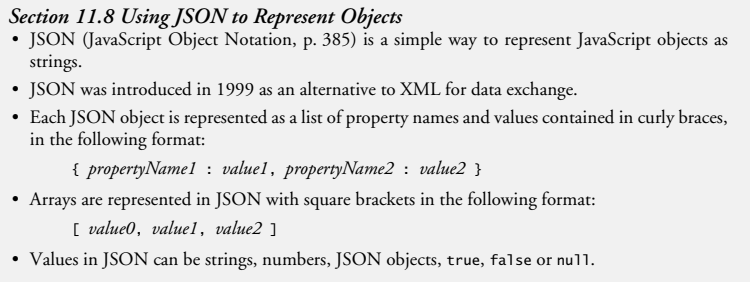 Section 11.8 Using JSON to Represent Objects
• JSON (JavaScript Object Notation, p. 385) is a simple way to represent JavaScript objects as
strings.
• JSON was introduced in 1999 as an alternative to XML for data exchange.
• Each JSON object is represented as a list of property names and values contained in curly braces,
in the following format:
{ propertyName1 : value1, propertyName2 : value2 }
• Arrays are represented in JSON with square brackets in the following format:
[ value0, value1, value2 ]
• Values in JSON can be strings, numbers, JSON objects, true, false or null.